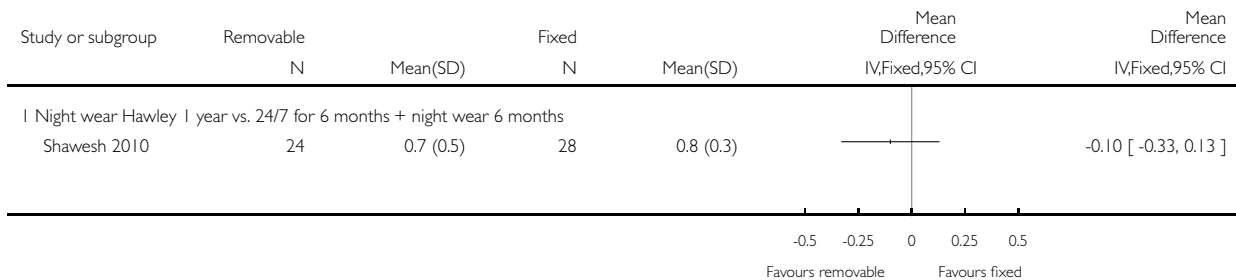 Study or subgroup Removable Fixed Mean Difference Mean Difference
N Mean(SD) N Mean(SD) IV,Fixed,95% CI IV,Fixed,95% CI
1 Night wear Hawley 1 year vs. 24/7 for 6 months + night wear 6 months
Shawesh 2010 24 0.7 (0.5) 28 0.8 (0.3) -0.10 [ -0.33, 0.13 ]
-0.5 -0.25 0 0.25 0.5
Favours removable Favours fixed